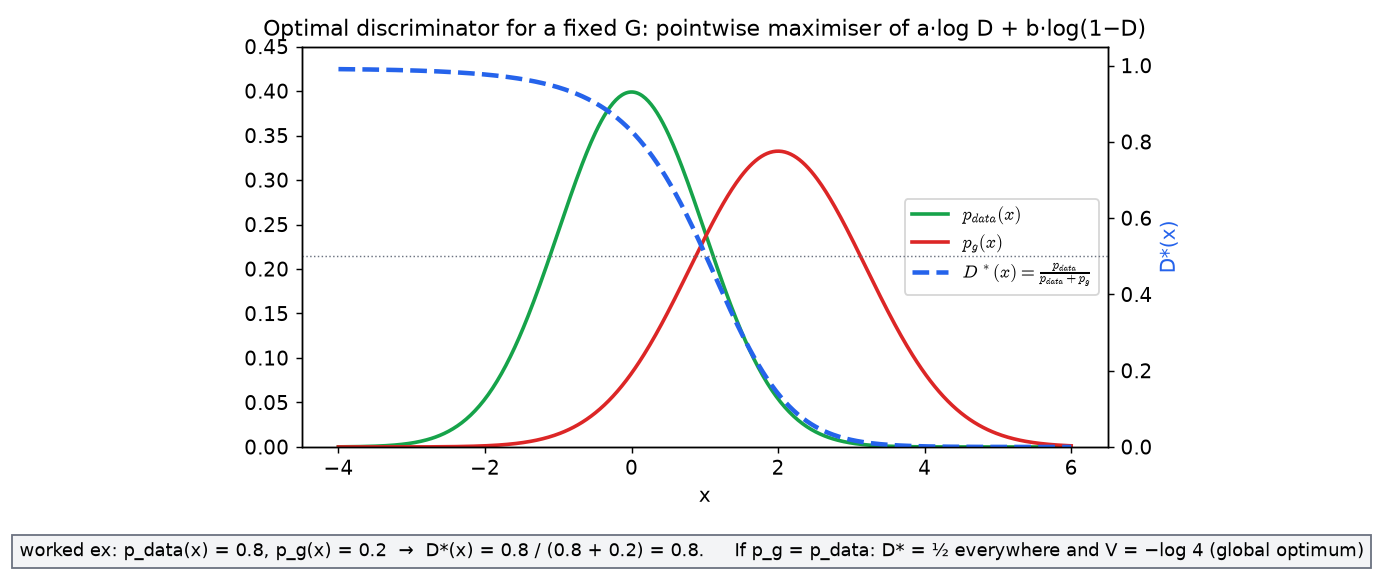 Optimal discriminator for a fixed G: pointwise maximiser of a·log D + b·log(1−D)
0.45
0.40
0.35
0.30
0.25
0.20
0.15
0.10
0.05
0.00
1.0
0.8
0.6
0.4
0.2
0.0
D*(x)
p_data(x)
p_g(x)
D*(x) = p_data / (p_data + p_g)
−4 −2 0 2 4 6
x
worked ex: p_data(x) = 0.8, p_g(x) = 0.2 → D*(x) = 0.8 / (0.8 + 0.2) = 0.8. If p_g = p_data: D* = ½ everywhere and V = −log 4 (global optimum)